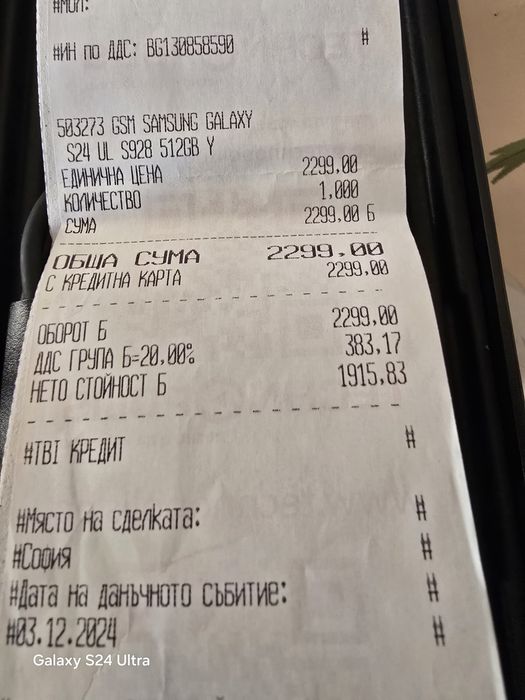 #МОЛ:
#ИН по ДДС: BG130858590 #
503273 GSM SAMSUNG GALAXY
S24 UL S928 512GB Y
ЕДИНИЧНА ЦЕНА 2299,00
КОЛИЧЕСТВО 1,000
СУМА 2299,00 Б
ОБЩА СУМА 2299,00
С КРЕДИТНА КАРТА 2299,00
ОБОРОТ Б 2299,00
ДДС ГРУПА Б=20,00% 383,17
НЕТО СТОЙНОСТ Б 1915,83
#TBI КРЕДИТ #
#Място на сделката: #
#София #
#Дата на данъчното събитие: #
#03.12.2024 #
Galaxy S24 Ultra